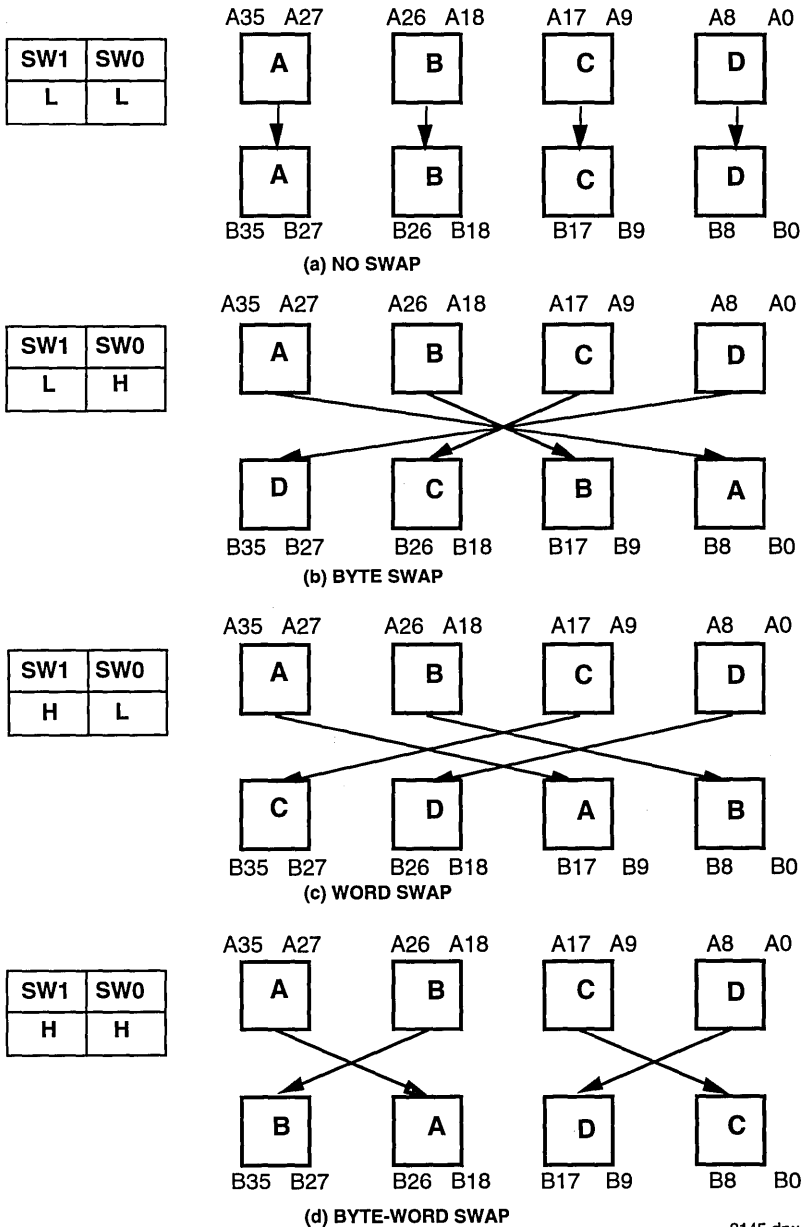 A35 A27 A26 A18 A17 A9 A8 A0
SW1 SW0
L L
A B C D
A B C D
B35 B27 B26 B18 B17 B9 B8 B0
(a) NO SWAP
A35 A27 A26 A18 A17 A9 A8 A0
SW1 SW0
L H
A B C D
D C B A
B35 B27 B26 B18 B17 B9 B8 B0
(b) BYTE SWAP
A35 A27 A26 A18 A17 A9 A8 A0
SW1 SW0
H L
A B C D
C D A B
B35 B27 B26 B18 B17 B9 B8 B0
(c) WORD SWAP
A35 A27 A26 A18 A17 A9 A8 A0
SW1 SW0
H H
A B C D
B A D C
B35 B27 B26 B18 B17 B9 B8 B0
(d) BYTE-WORD SWAP